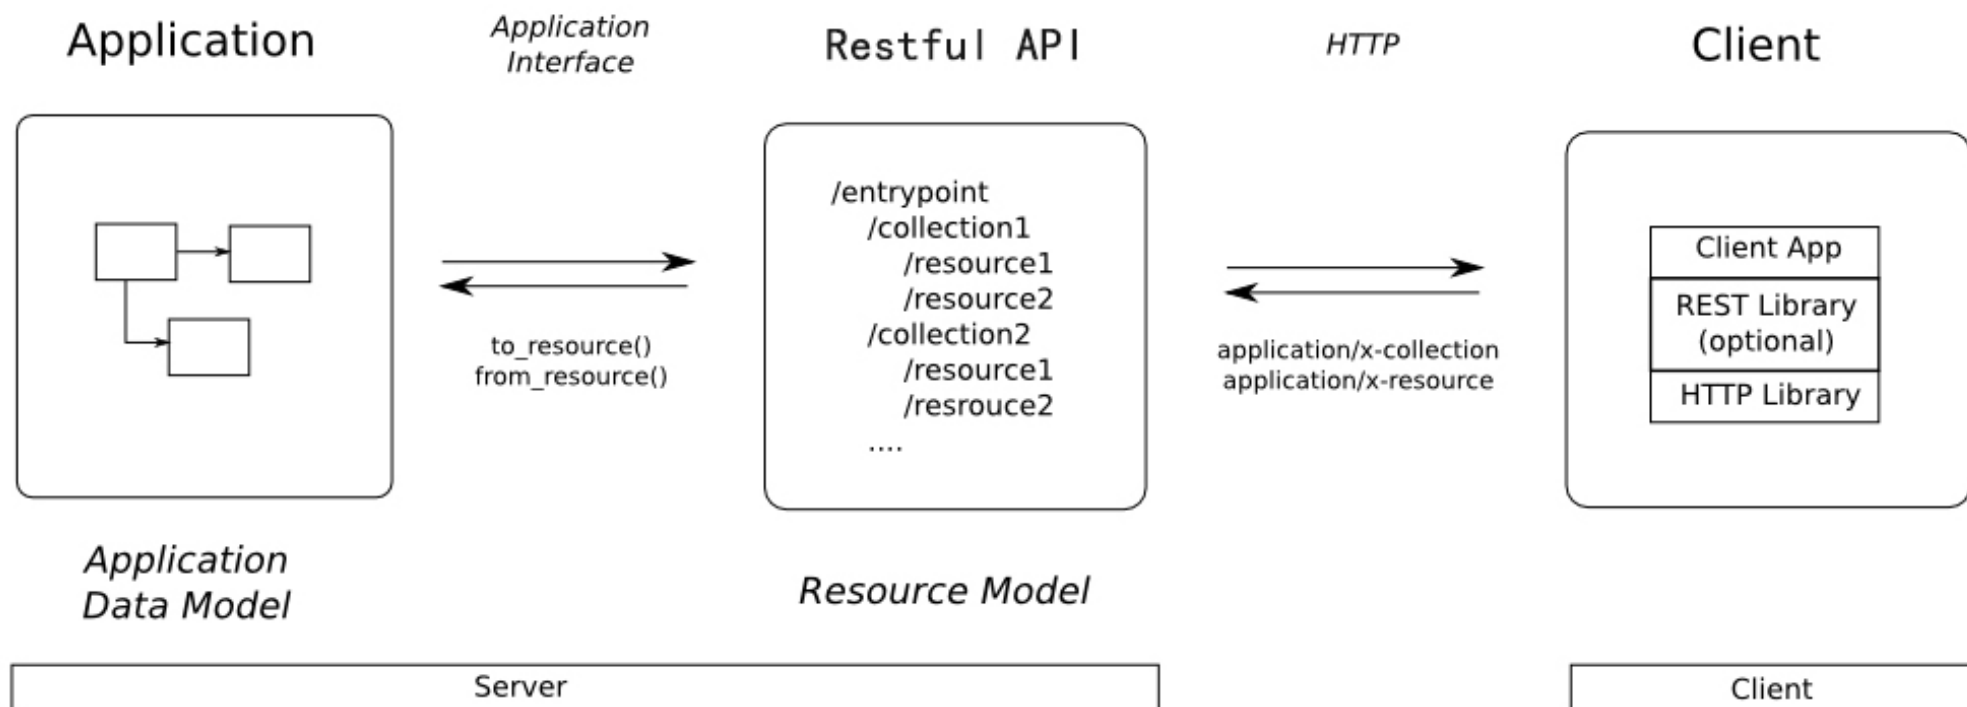 Application
Application
Interface
Restful API
HTTP
Client
/entrypoint
/collection1
/resource1
/resource2
/collection2
/resource1
/resrouce2
....
to_resource()
from_resource()
application/x-collection
application/x-resource
Client App
REST Library
(optional)
HTTP Library
Application
Data Model
Resource Model
Server
Client